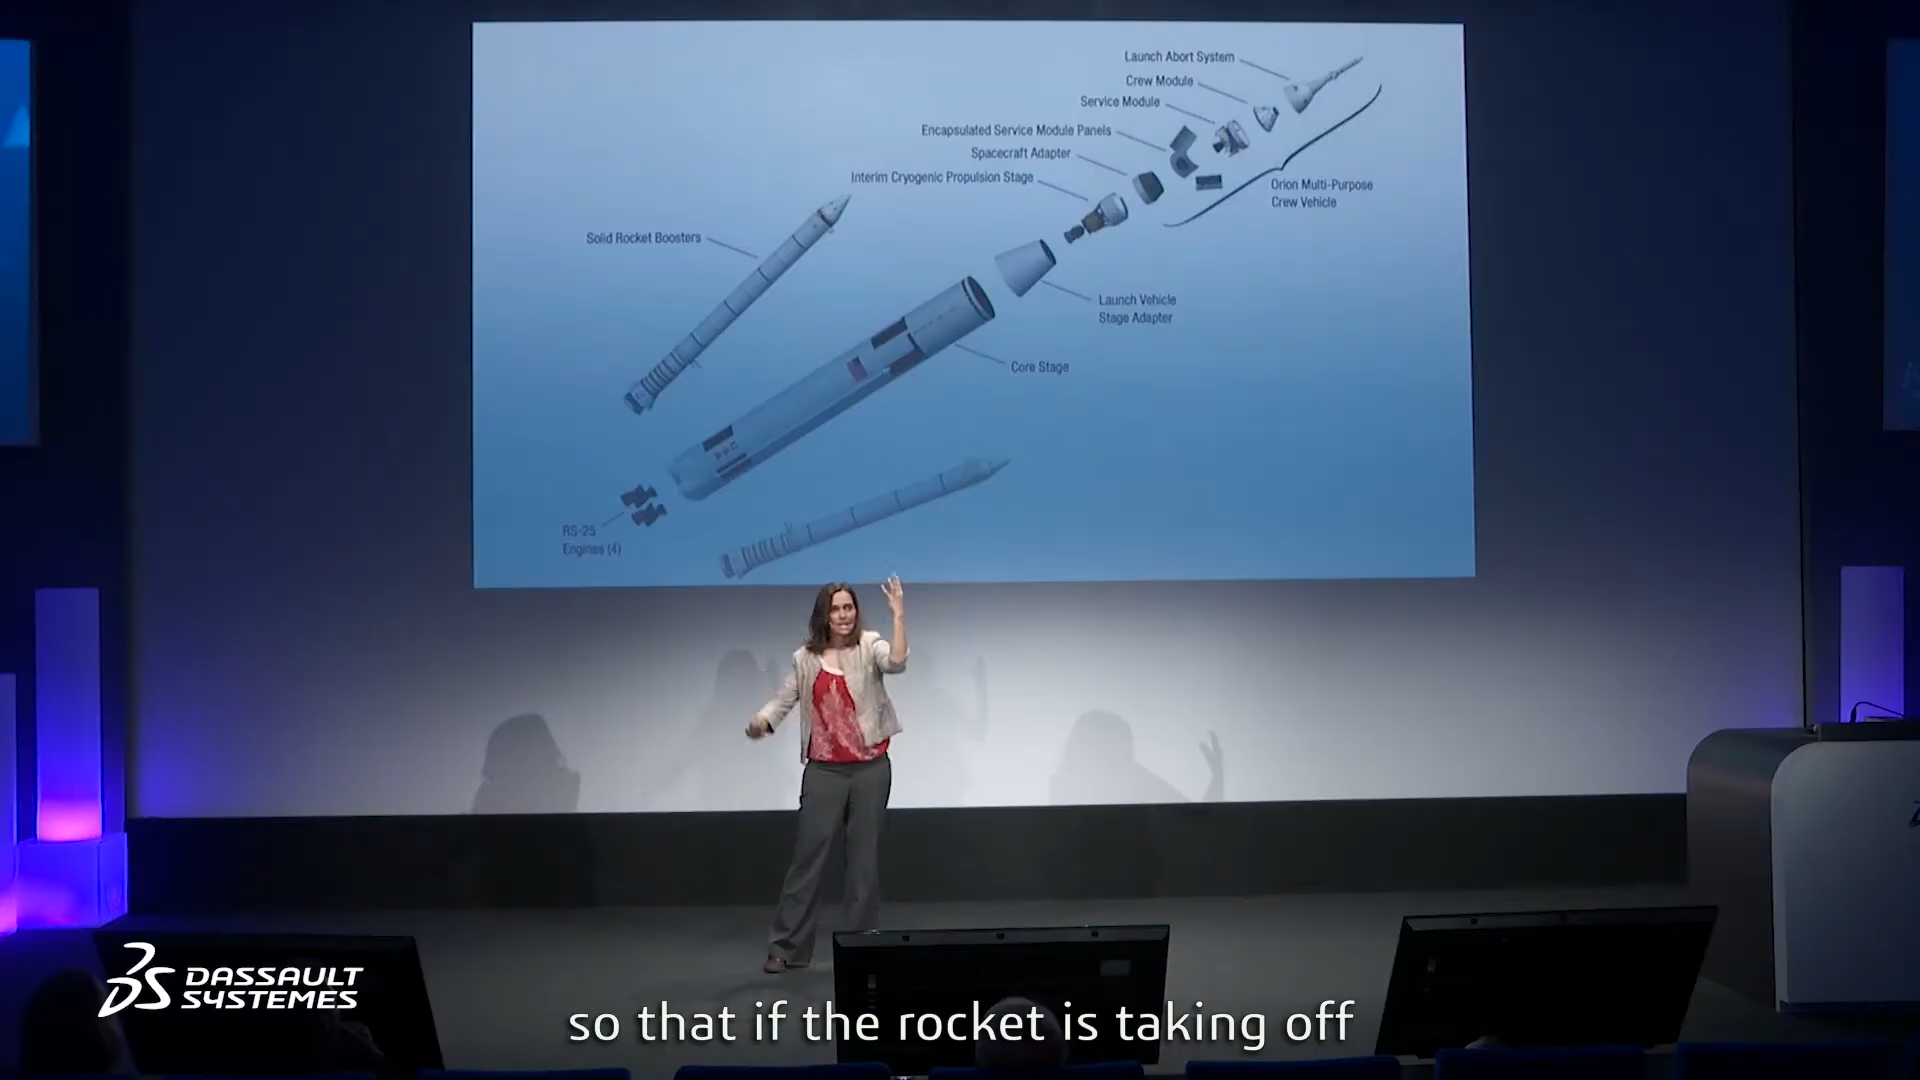 Launch Abort System
Crew Module
Service Module
Encapsulated Service Module Panels
Spacecraft Adapter
Interim Cryogenic Propulsion Stage
Orion Multi-Purpose
Crew Vehicle
Solid Rocket Boosters
Launch Vehicle
Stage Adapter
Core Stage
RS-25
Engines (4)
DASSAULT
SYSTEMES
so that if the rocket is taking off